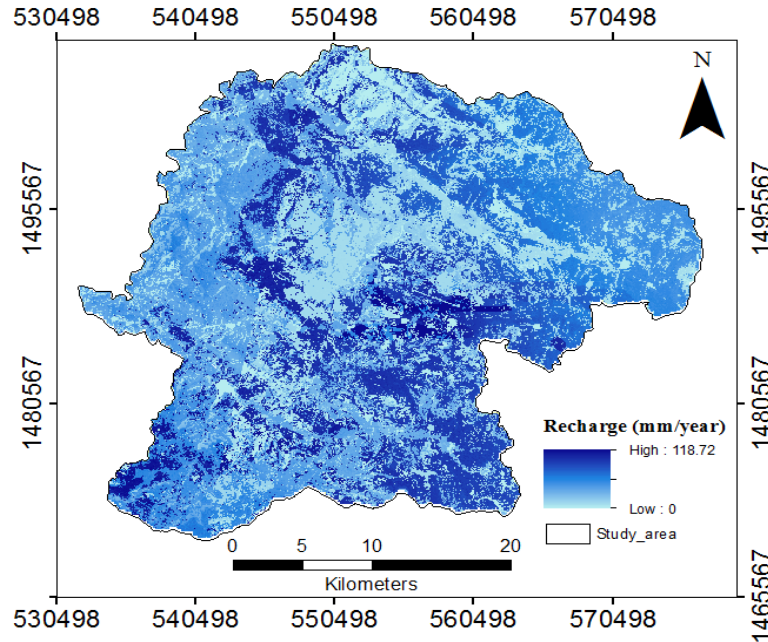 530498 540498 550498 560498 570498
N
1495567 1495567
1480567 1480567
Recharge (mm/year)
High : 118.72
Low : 0
Study_area
0 5 10 20
Kilometers
1465567
530498 540498 550498 560498 570498